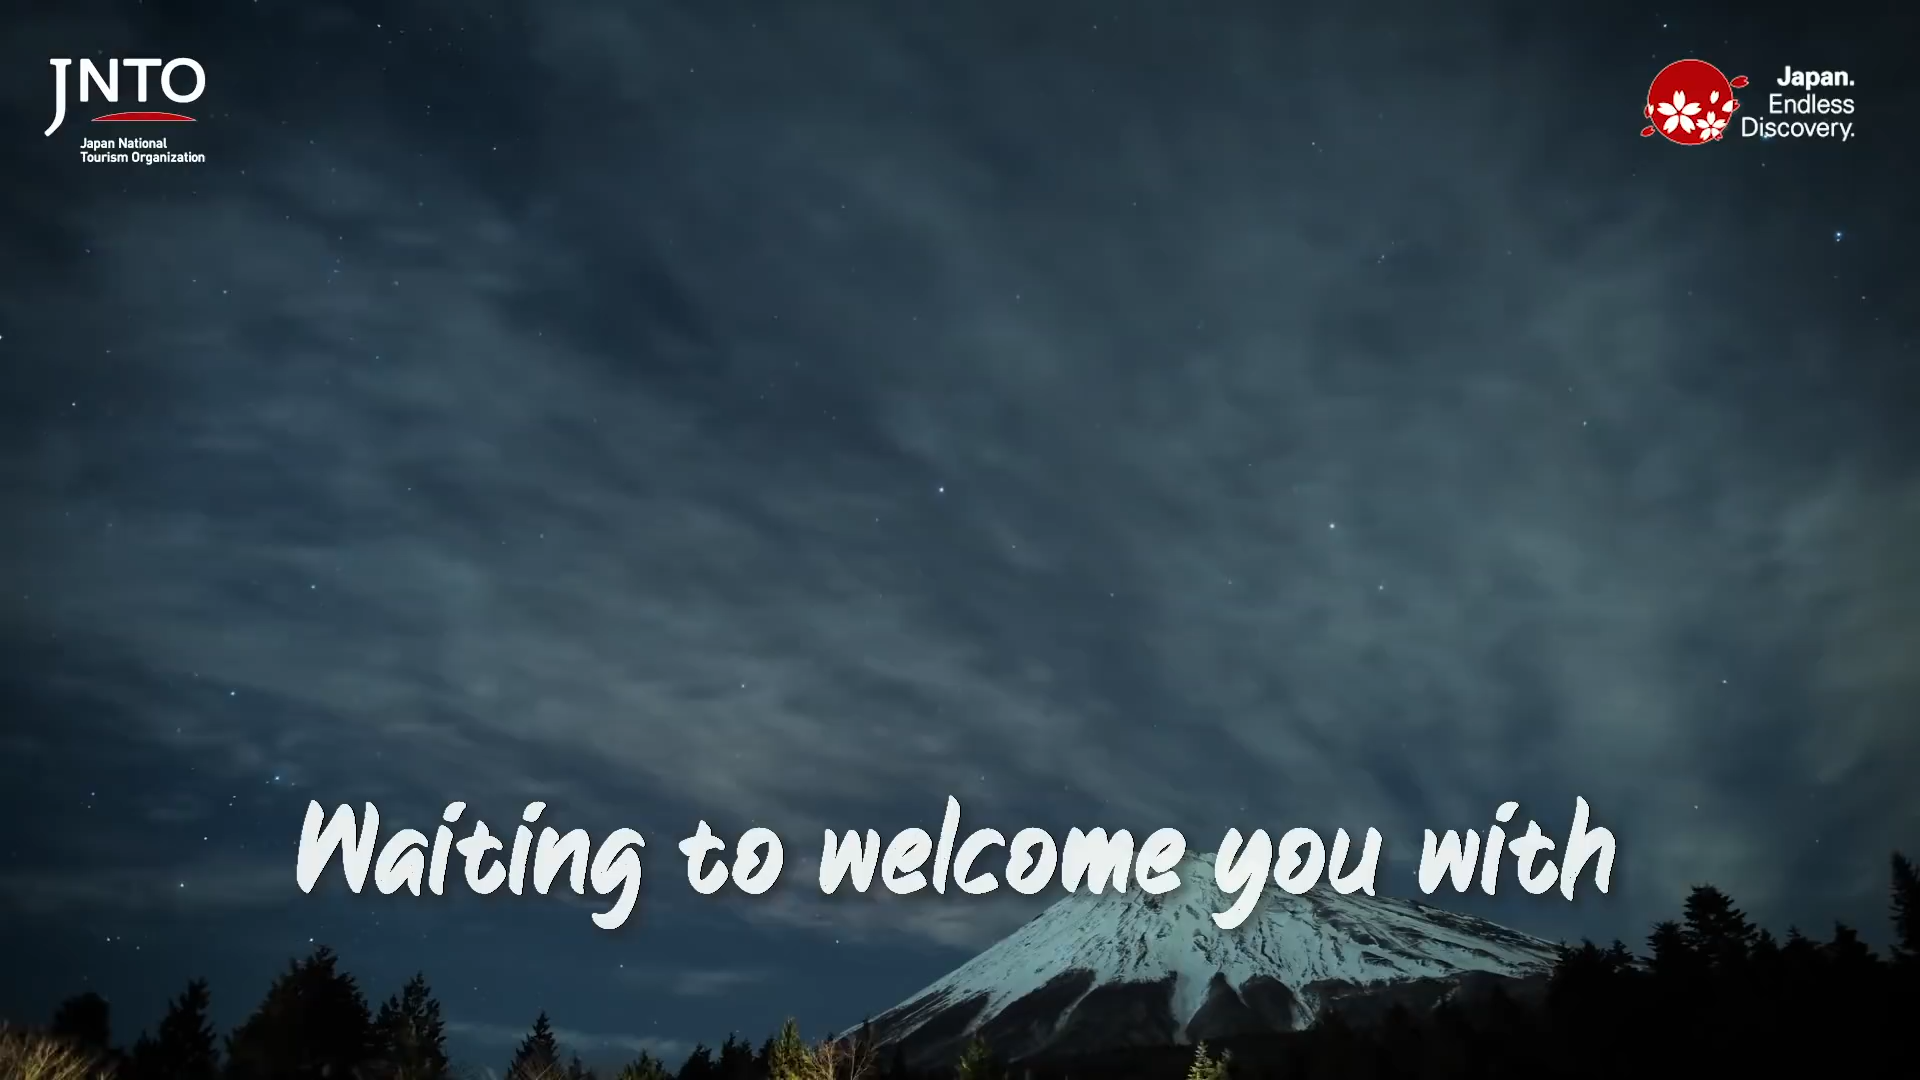 JNTO
Japan National
Tourism Organization
Japan.
Endless
Discovery.
Waiting to welcome you with